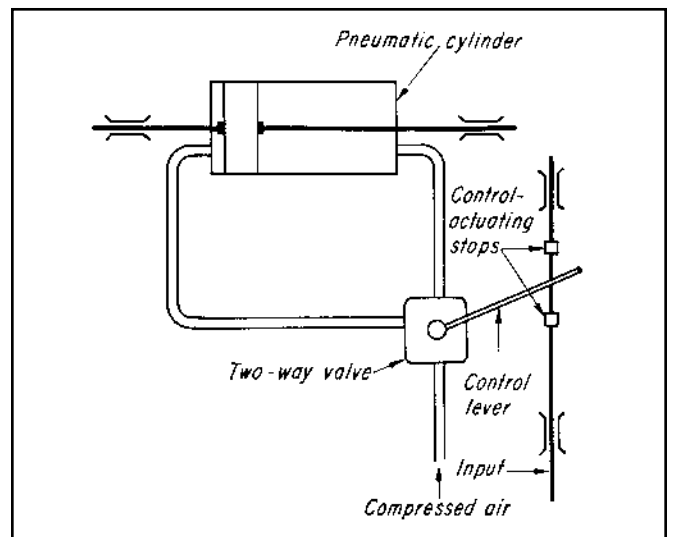 Pneumatic cylinder
Control-
actuating
stops
Two-way valve
Control
lever
Input
Compressed air